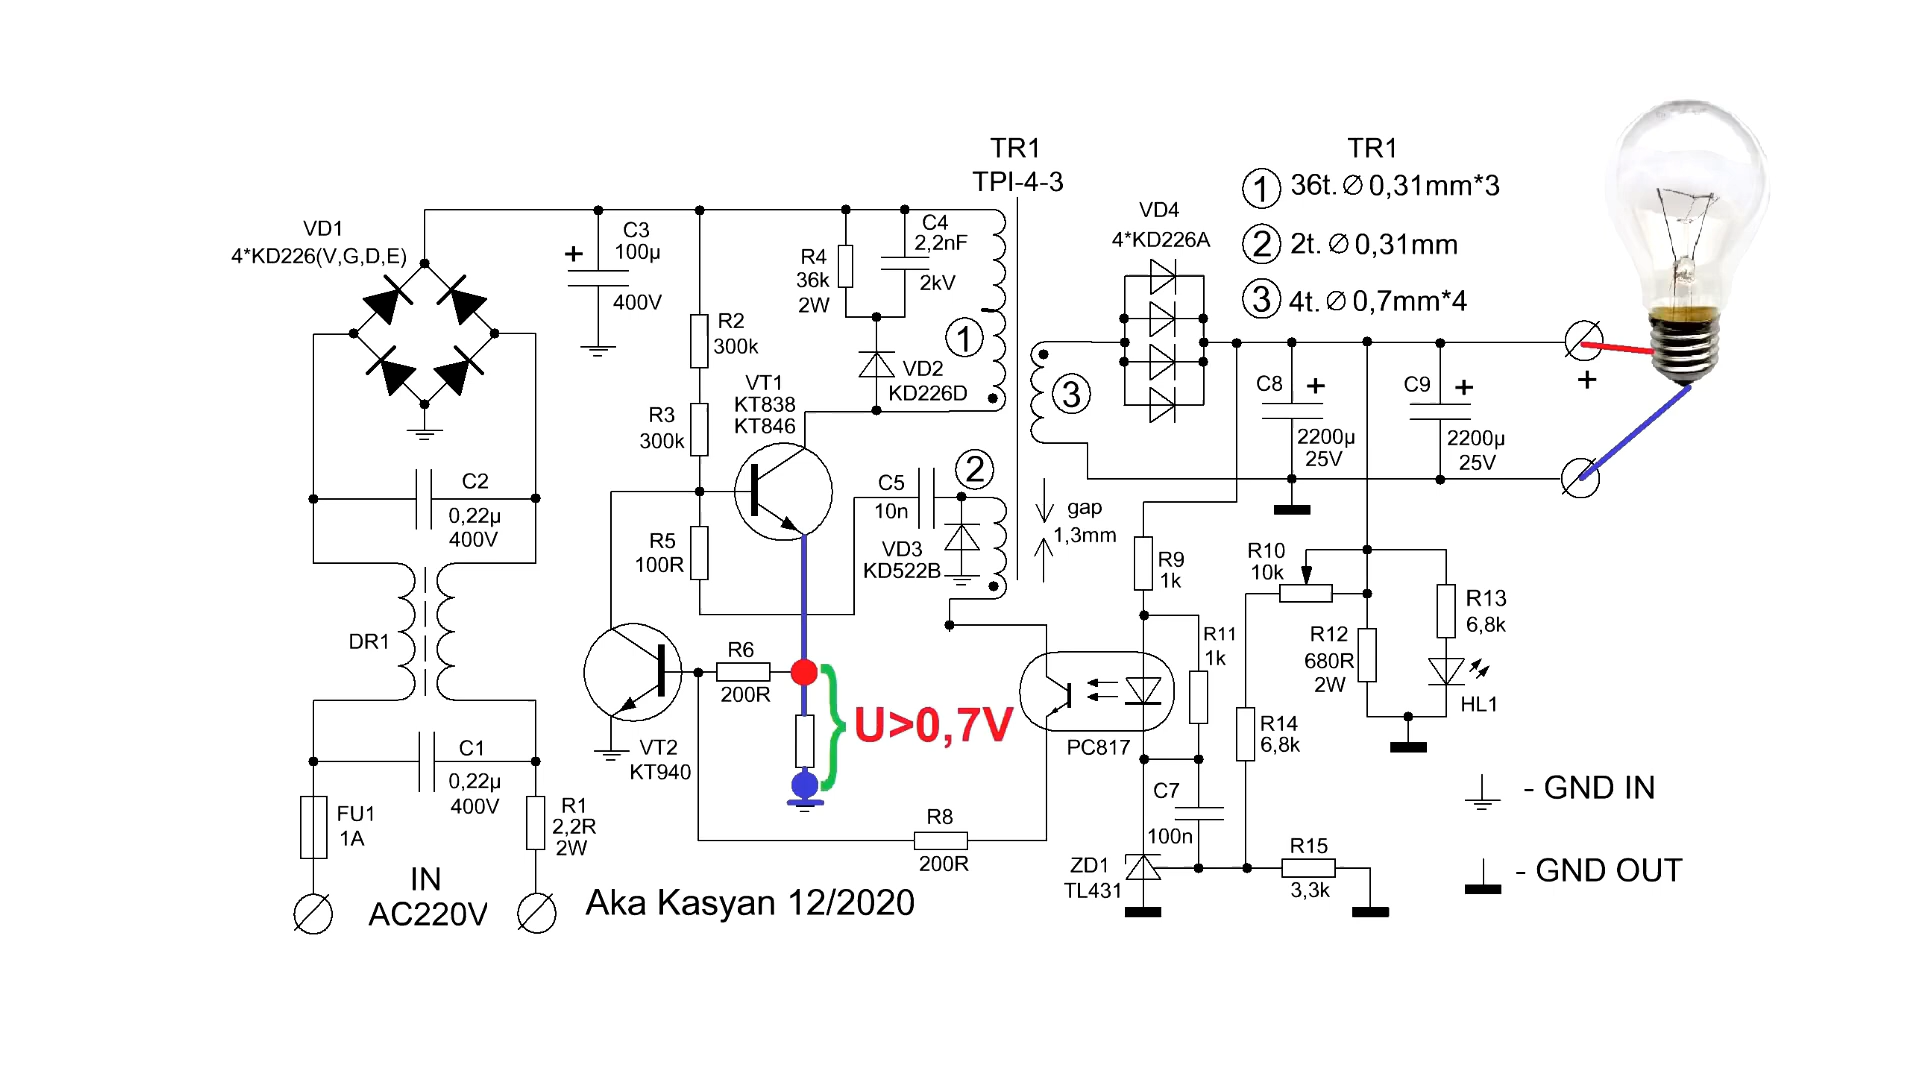 TR1
TPI-4-3
TR1
1 36t. ∅ 0,31mm*3
2 2t. ∅ 0,31mm
3 4t. ∅ 0,7mm*4
VD1
4*KD226(V,G,D,E)
C3
100µ
+
400V
R4
36k
2W
C4
2,2nF
2kV
VD4
4*KD226A
R2
300k
1
VD2
KD226D
VT1
KT838
KT846
R3
300k
3
C8
+
2200µ
25V
C9
+
2200µ
25V
+
C2
0,22µ
400V
R5
100R
C5
10n
2
VD3
KD522B
gap
1,3mm
R9
1k
R10
10k
R13
6,8k
DR1
R6
200R
R11
1k
R12
680R
2W
HL1
U>0,7V
PC817
R14
6,8k
VT2
KT940
C1
0,22µ
400V
FU1
1A
R1
2,2R
2W
R8
200R
C7
100n
ZD1
TL431
R15
3,3k
- GND IN
- GND OUT
IN
AC220V
Aka Kasyan 12/2020